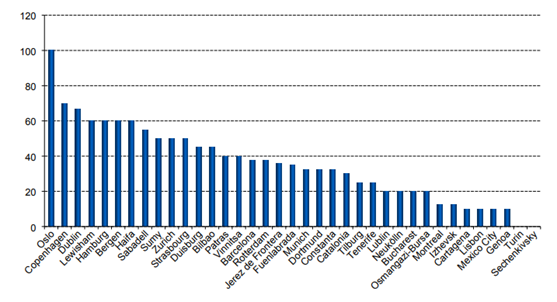 120
100
80
60
40
20
0
Oslo
Copenhagen
Dublin
Lewisham
Hamburg
Bergen
Haifa
Sabadell
Sumy
Zurich
Strasbourg
Duisburg
Bilbao
Patras
Vinnitsa
Barcelona
Rotterdam
Jerez de Frontera
Fuenlabrada
Munich
Dortmund
Constanta
Catalonia
Tilburg
Tenerife
Lublin
Neukölln
Bucharest
Osmangazi-Bursa
Montreal
Izhevsk
Cartagena
Lisbon
Mexico City
Genoa
Turin
Sechenkivsky